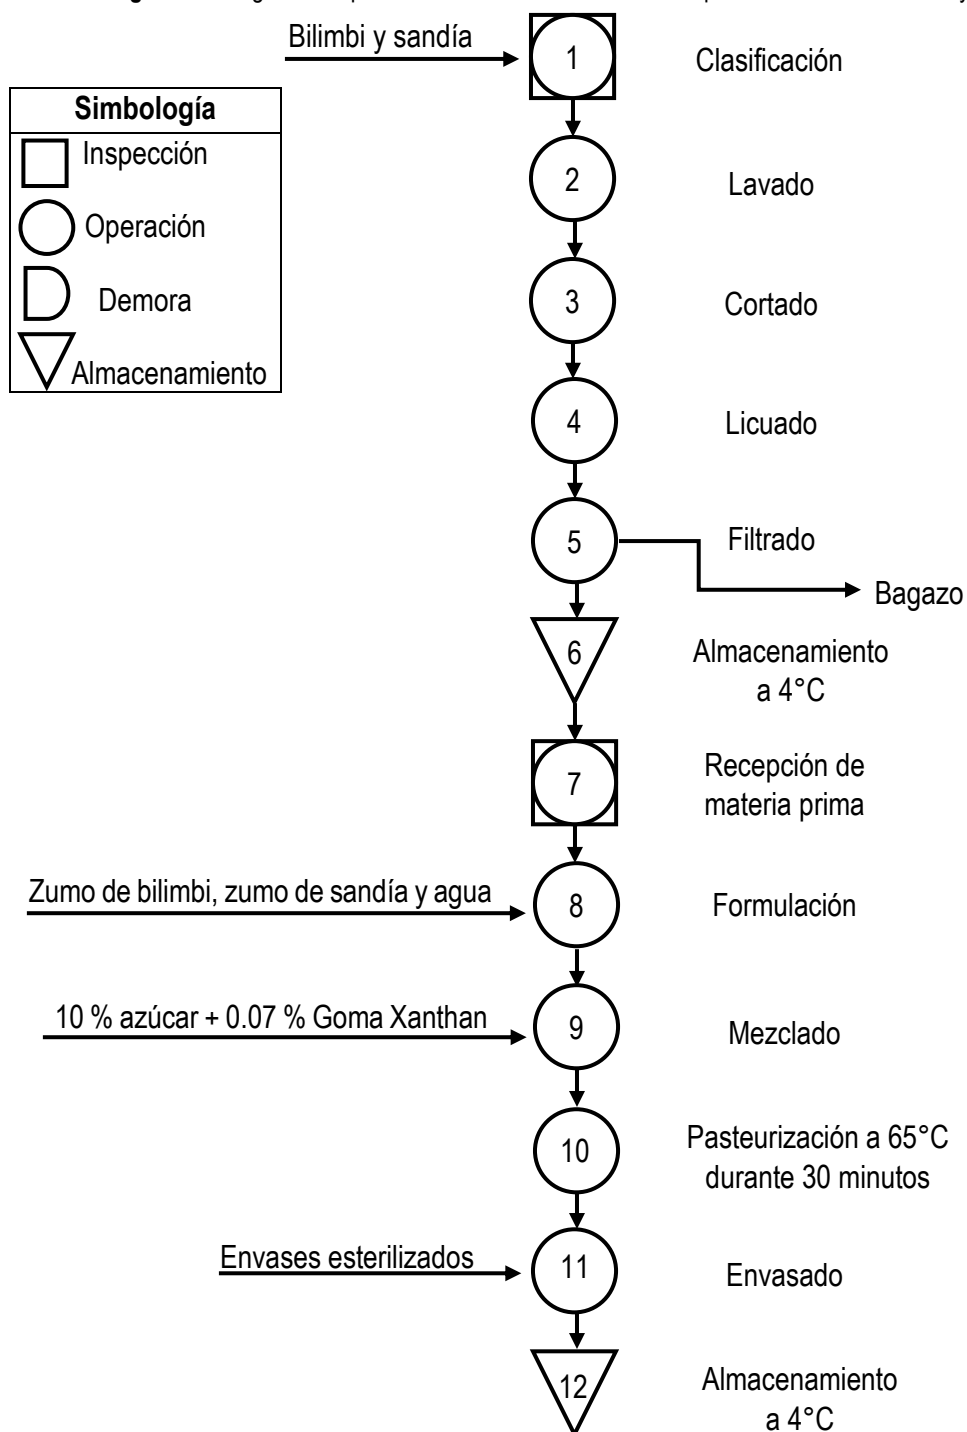 Bilimbi y sandía
1
Clasificación
Simbología
Inspección
Operación
Demora
Almacenamiento
2
Lavado
3
Cortado
4
Licuado
5
Filtrado
Bagazo
6
Almacenamiento
a 4°C
7
Recepción de
materia prima
Zumo de bilimbi, zumo de sandía y agua
8
Formulación
10 % azúcar + 0.07 % Goma Xanthan
9
Mezclado
10
Pasteurización a 65°C
durante 30 minutos
Envases esterilizados
11
Envasado
12
Almacenamiento
a 4°C